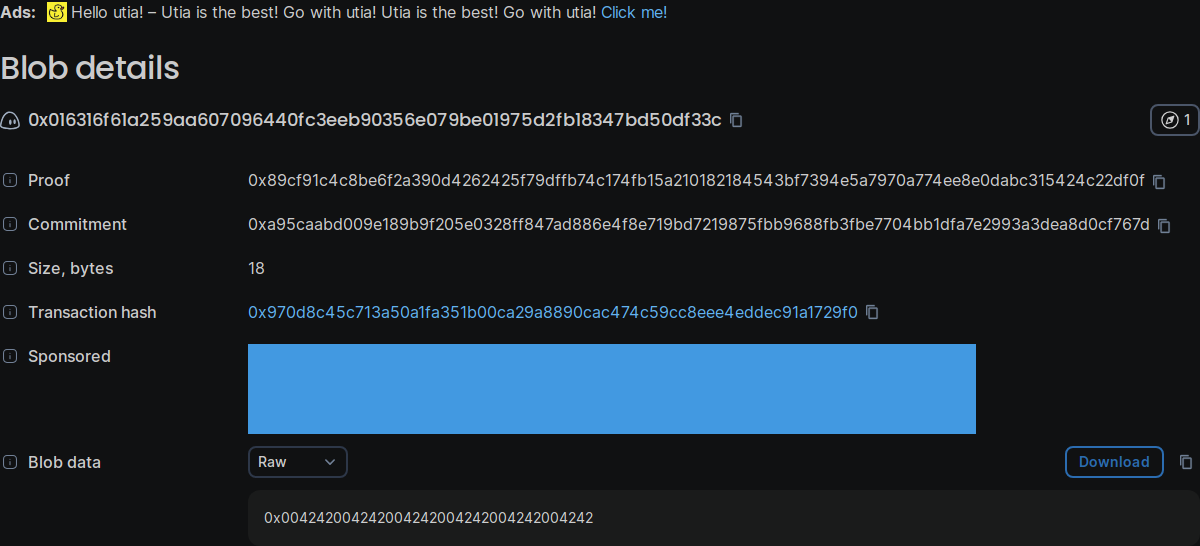 Ads: Hello utia! – Utia is the best! Go with utia! Utia is the best! Go with utia! Click me!
Blob details
0x016316f61a259aa607096440fc3eeb90356e079be01975d2fb18347bd50df33c
1
Proof 0x89cf91c4c8be6f2a390d4262425f79dffb74c174fb15a210182184543bf7394e5a7970a774ee8e0dabc315424c22df0f
Commitment 0xa95caabd009e189b9f205e0328ff847ad886e4f8e719bd7219875fbb9688fb3fbe7704bb1dfa7e2993a3dea8d0cf767d
Size, bytes 18
Transaction hash 0x970d8c45c713a50a1fa351b00ca29a8890cac474c59cc8eee4eddec91a1729f0
Sponsored
Blob data Raw Download
0x004242004242004242004242004242004242